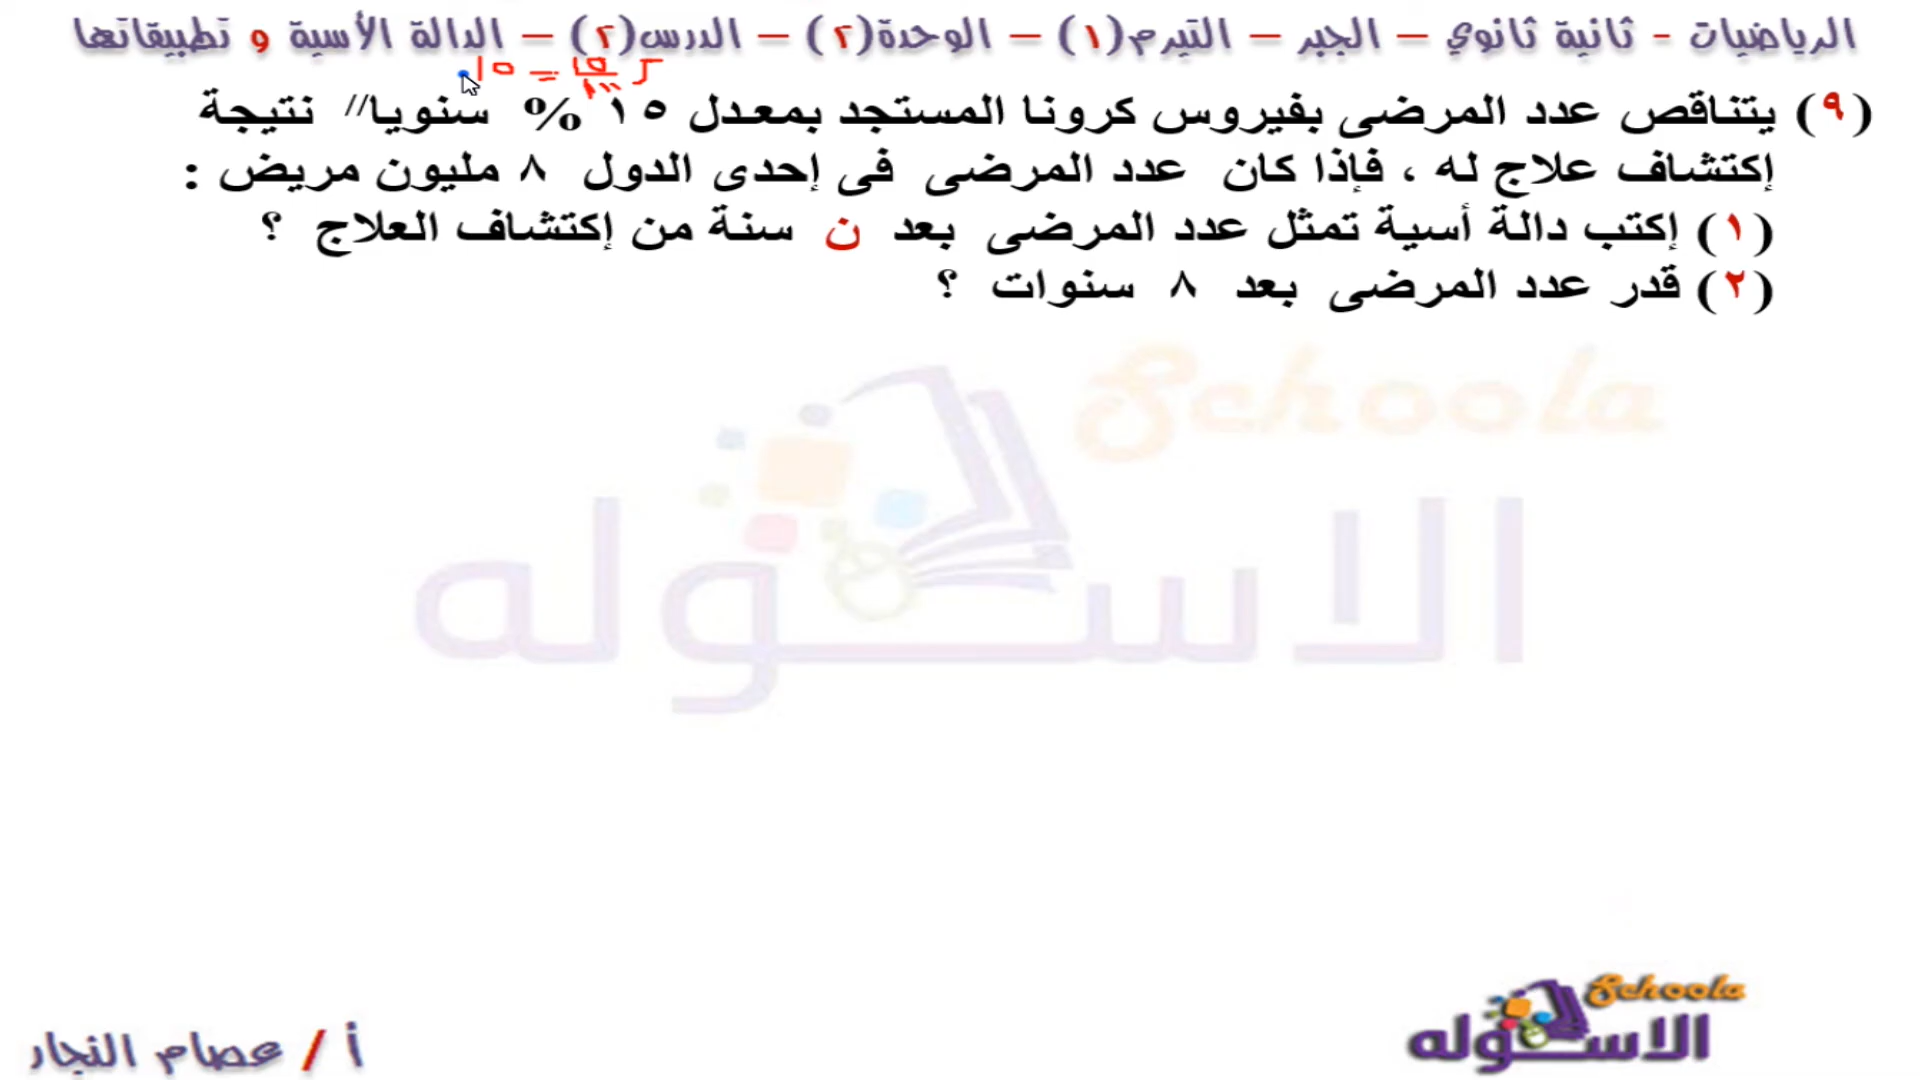 الرياضيات - ثانية ثانوي – الجبر – التيرم(١) – الوحدة(٢) – الدرس(٢) – الدالة الأسية و تطبيقاتها
(٩) يتناقص عدد المرضى بفيروس كرونا المستجد بمعدل ١٥ % سنويا// نتيجة
إكتشاف علاج له ، فإذا كان عدد المرضى فى إحدى الدول ٨ مليون مريض :
(١) إكتب دالة أسية تمثل عدد المرضى بعد ن سنة من إكتشاف العلاج ؟
(٢) قدر عدد المرضى بعد ٨ سنوات ؟
Schoola
الاسكوله
Schoola
الاسكوله
أ / عصام النجار